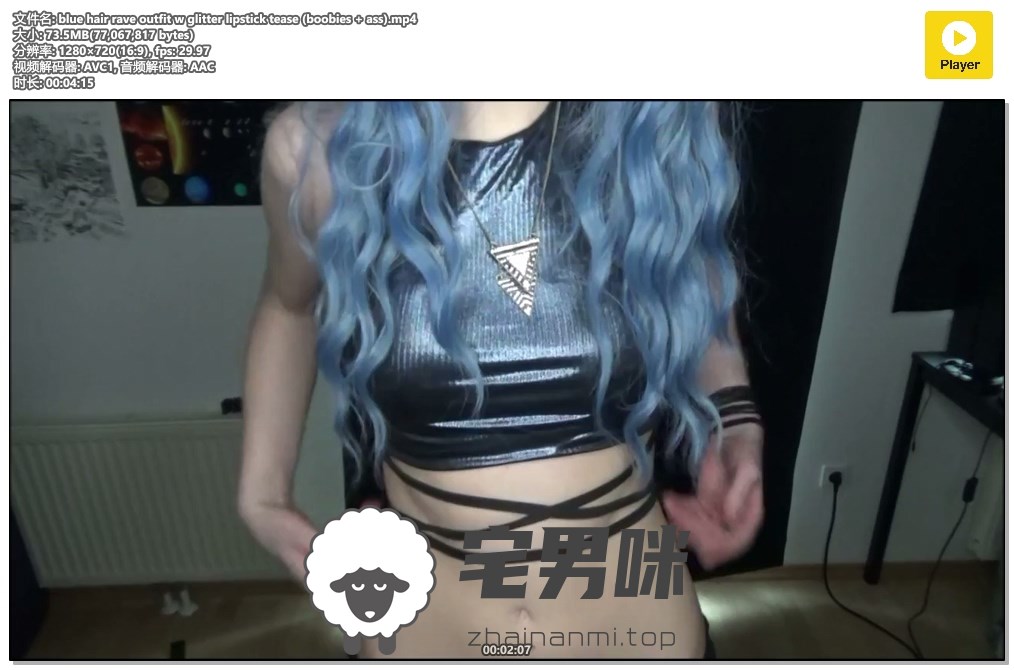 文件名: blue hair rave outfit w glitter lipstick tease (boobies + ass).mp4
大小: 73.5MB(77,067,817 bytes)
分辨率: 1280×720(16:9), fps: 29.97
视频解码器: AVC1, 音频解码器: AAC
时长: 00:04:15
Player
宅男咪
zhainanmi.top
00:02:07